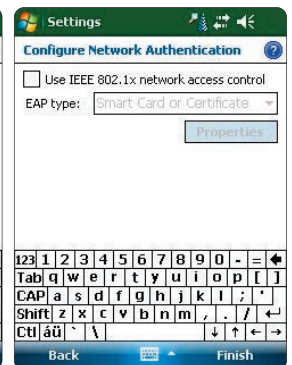 Settings
Configure Network Authentication
Use IEEE 802.1x network access control
EAP type: Smart Card or Certificate
Properties
123 1 2 3 4 5 6 7 8 9 0 - =
Tab q w e r t y u i o p [ ]
CAP a s d f g h j k l ; '
Shift z x c v b n m , . /
Ctl áü ` \
Back Finish